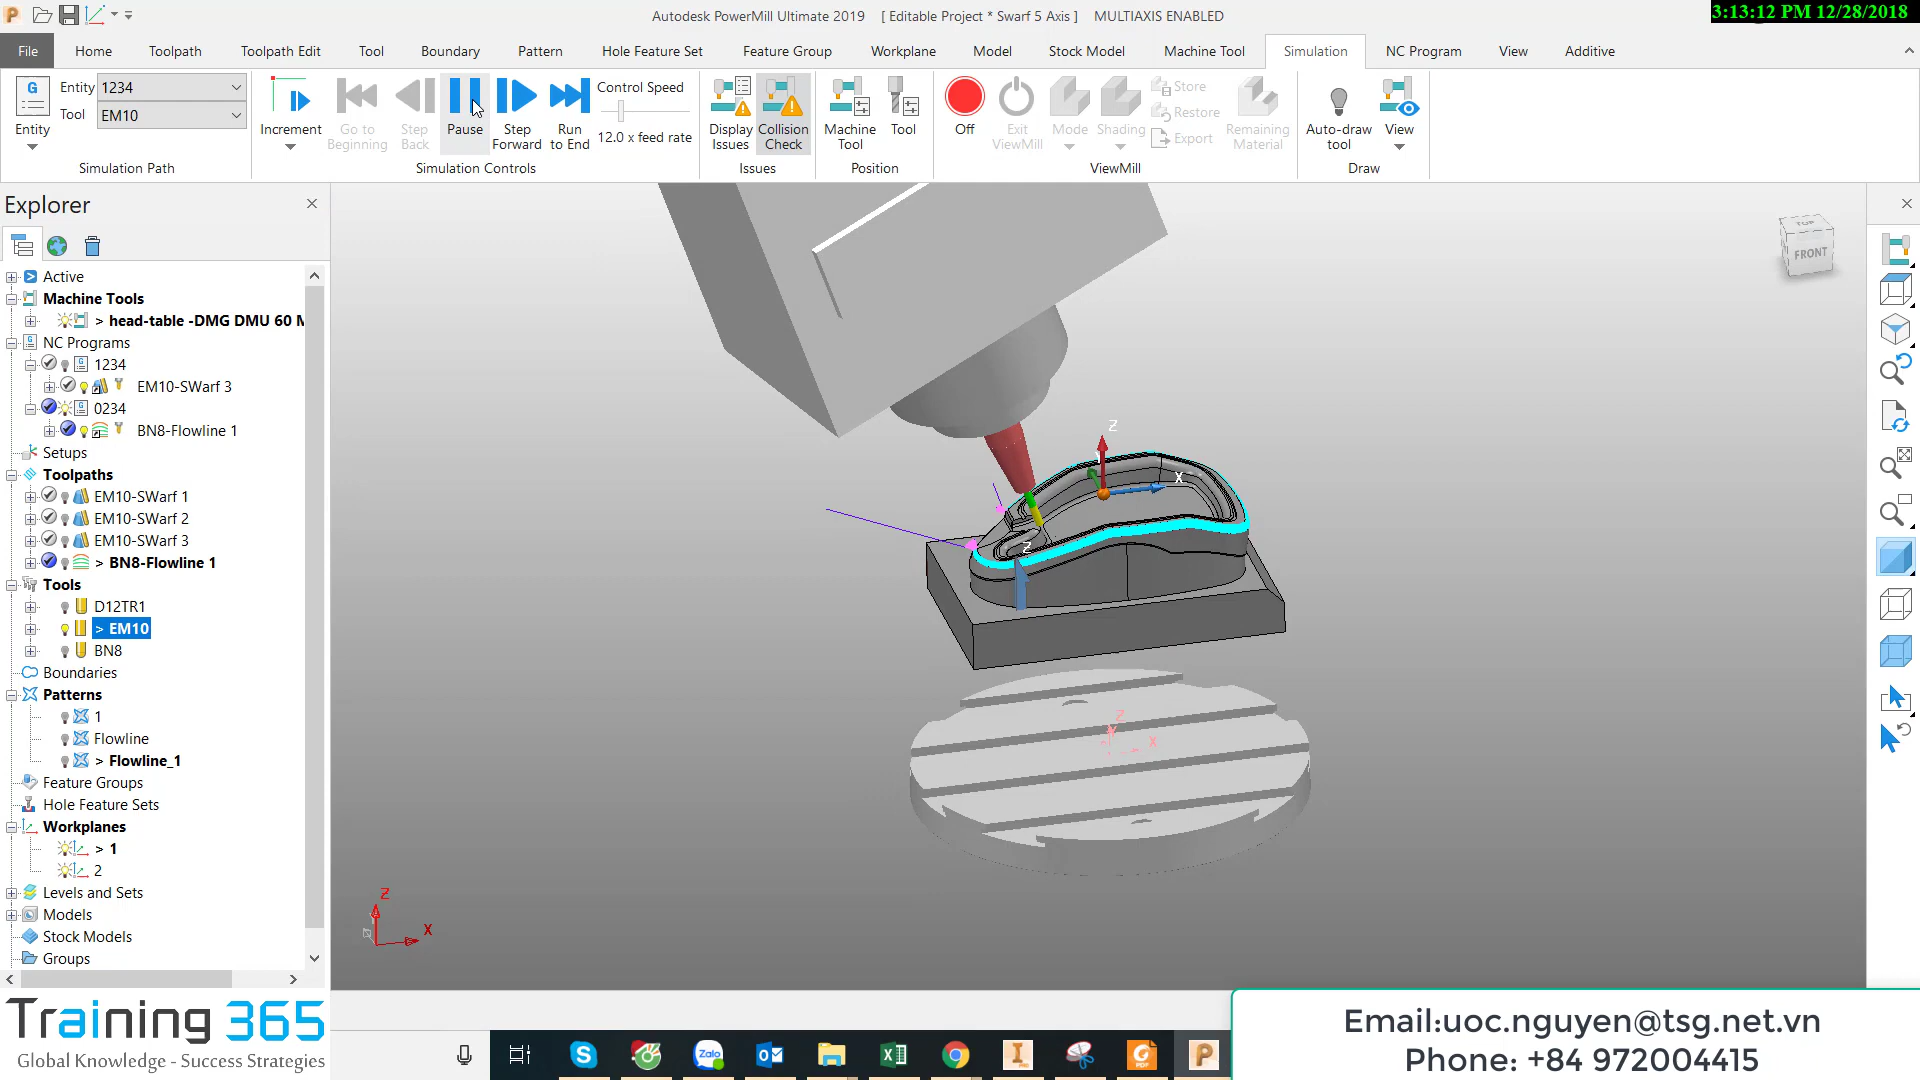 Autodesk PowerMill Ultimate 2019 [ Editable Project * Swarf 5 Axis ] MULTIAXIS ENABLED
3:13:12 PM 12/28/2018
File Home Toolpath Toolpath Edit Tool Boundary Pattern Hole Feature Set Feature Group Workplane Model Stock Model Machine Tool Simulation NC Program View Additive
Entity 1234
Tool EM10
Entity
Simulation Path
Increment
Go to Beginning
Step Back
Pause
Step Forward
Run to End
Control Speed
12.0 x feed rate
Simulation Controls
Display Issues
Collision Check
Issues
Machine Tool
Tool
Position
Off
Exit ViewMill
Mode
Shading
Store
Restore
Export
Remaining Material
ViewMill
Auto-draw tool
View
Draw
Explorer
Active
Machine Tools
> head-table -DMG DMU 60 M
NC Programs
1234
EM10-SWarf 3
0234
BN8-Flowline 1
Setups
Toolpaths
EM10-SWarf 1
EM10-SWarf 2
EM10-SWarf 3
> BN8-Flowline 1
Tools
D12TR1
> EM10
BN8
Boundaries
Patterns
1
Flowline
> Flowline_1
Feature Groups
Hole Feature Sets
Workplanes
> 1
2
Levels and Sets
Models
Stock Models
Groups
TOP
FRONT
Z
X
Z
Z
X
Z
X
Training 365
Global Knowledge - Success Strategies
Zalo
Email:uoc.nguyen@tsg.net.vn
Phone: +84 972004415